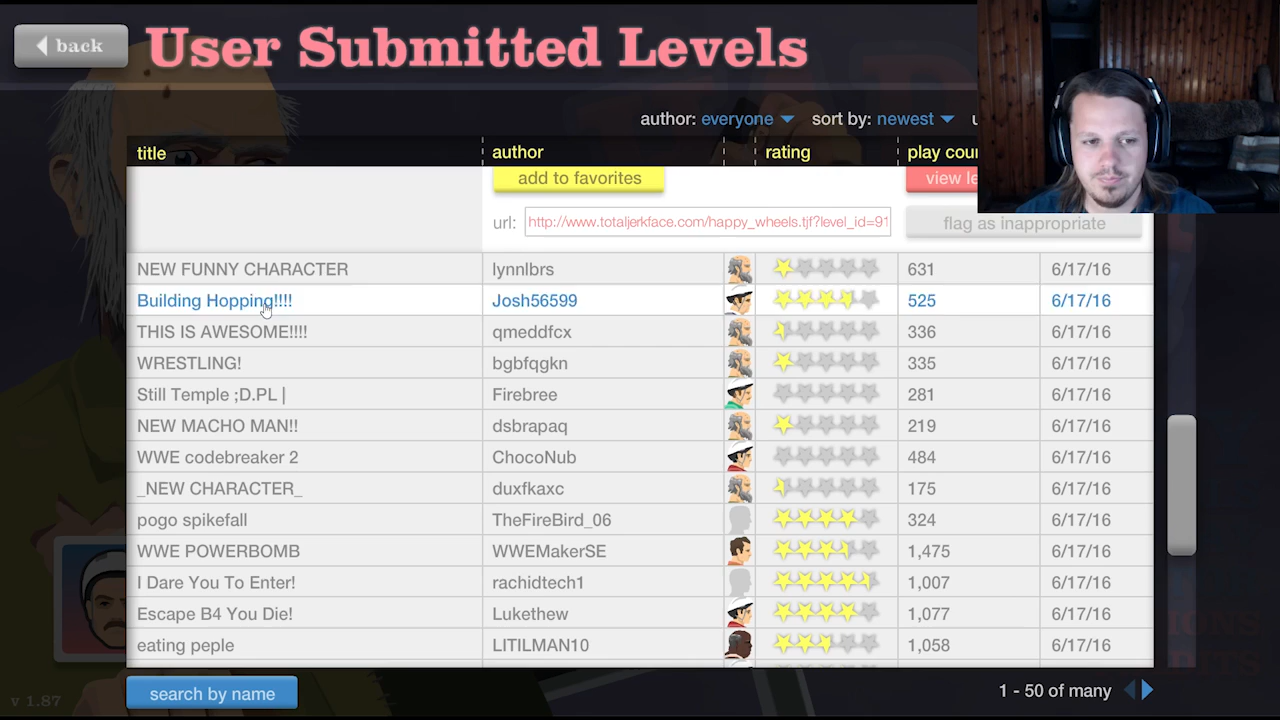 back
User Submitted Levels
author: everyone sort by: newest u
title author rating play coun
add to favorites view le
url: http://www.totaljerkface.com/happy_wheels.tjf?level_id=91 flag as inappropriate
NEW FUNNY CHARACTER lynnlbrs 631 6/17/16
Building Hopping!!!! Josh56599 525 6/17/16
THIS IS AWESOME!!!! qmeddfcx 336 6/17/16
WRESTLING! bgbfqgkn 335 6/17/16
Still Temple ;D.PL | Firebree 281 6/17/16
NEW MACHO MAN!! dsbrapaq 219 6/17/16
WWE codebreaker 2 ChocoNub 484 6/17/16
_NEW CHARACTER_ duxfkaxc 175 6/17/16
pogo spikefall TheFireBird_06 324 6/17/16
WWE POWERBOMB WWEMakerSE 1,475 6/17/16
I Dare You To Enter! rachidtech1 1,007 6/17/16
Escape B4 You Die! Lukethew 1,077 6/17/16
eating peple LITILMAN10 1,058 6/17/16
search by name 1 - 50 of many
v 1.87